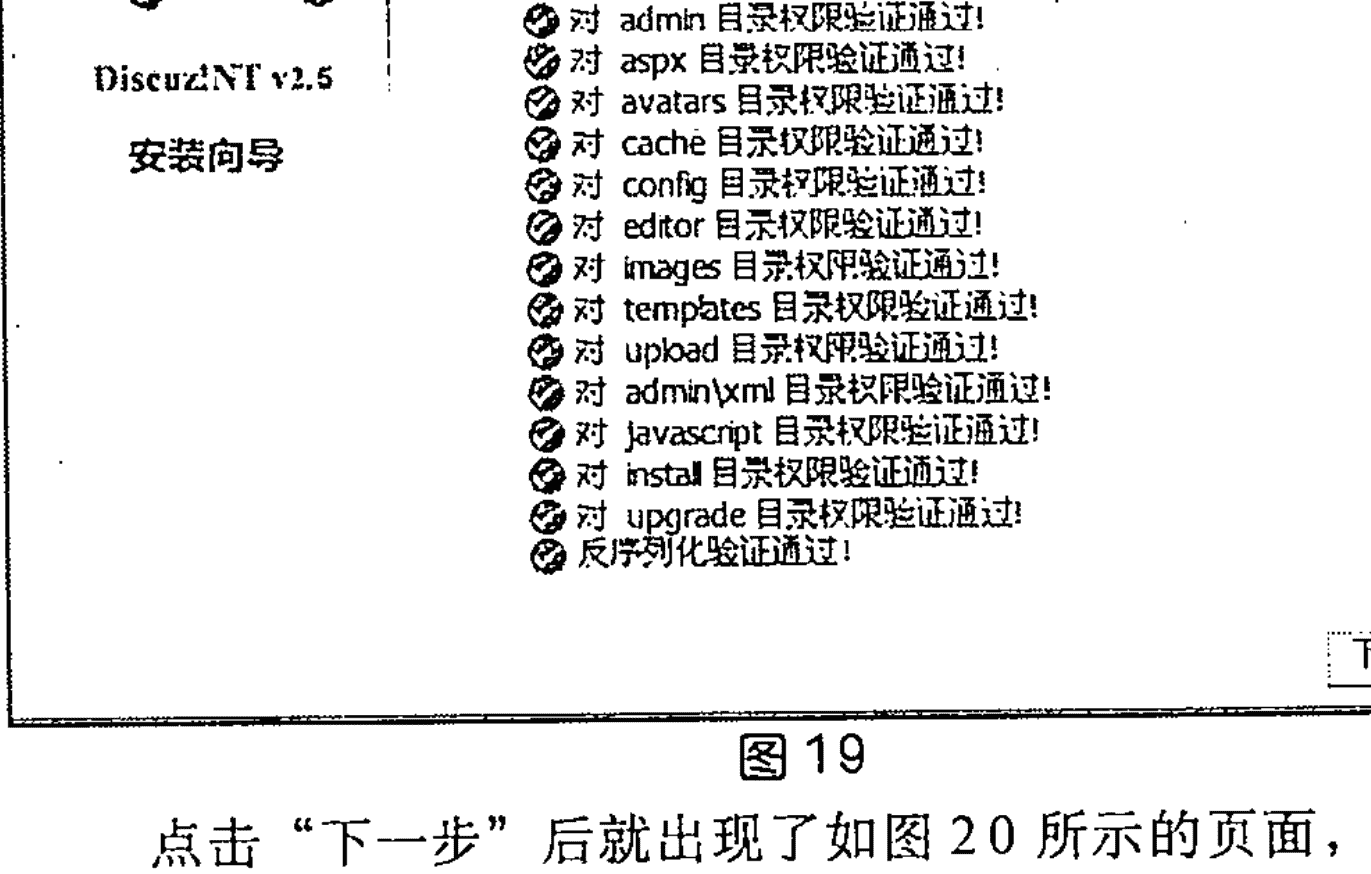 对 admin 目录权限验证通过!
对 aspx 目录权限验证通过!
Discuz!NT v2.5
对 avatars 目录权限验证通过!
安装向导
对 cache 目录权限验证通过!
对 config 目录权限验证通过!
对 editor 目录权限验证通过!
对 images 目录权限验证通过!
对 templates 目录权限验证通过!
对 upload 目录权限验证通过!
对 admin\xml 目录权限验证通过!
对 javascript 目录权限验证通过!
对 install 目录权限验证通过!
对 upgrade 目录权限验证通过!
反序列化验证通过!
下
图 19
点击“下一步”后就出现了如图 20 所示的页面，